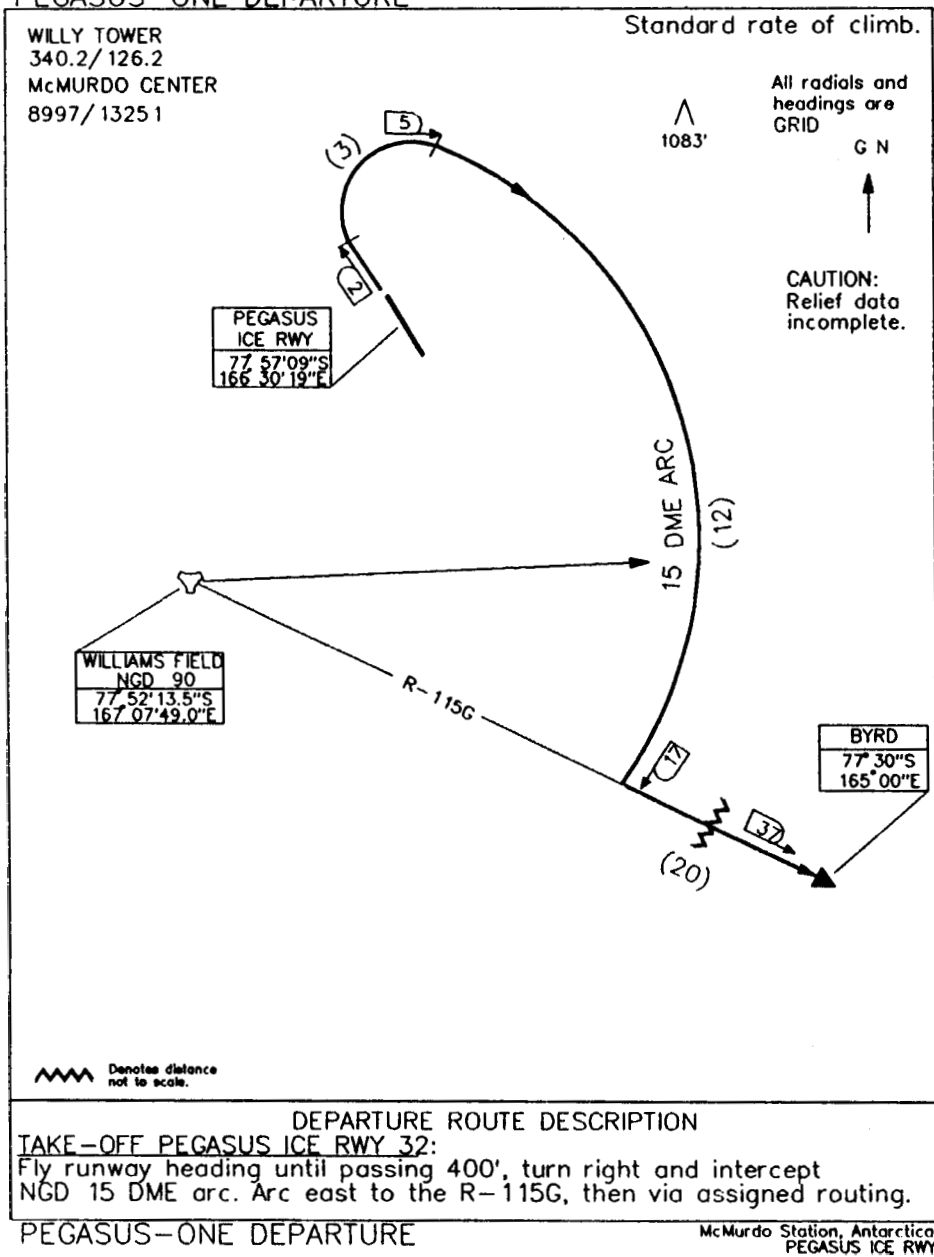 PEGASUS-ONE DEPARTURE
WILLY TOWER
340.2/126.2
McMURDO CENTER
8997/13251
Standard rate of climb.
All radials and
headings are
GRID
G N
1083'
CAUTION:
Relief data
incomplete.
5
(3)
2
PEGASUS
ICE RWY
77° 57'09"S
166° 30'19"E
15 DME ARC
(12)
WILLIAMS FIELD
NGD 90
77° 52'13.5"S
167° 07'49.0"E
R-115G
17
BYRD
77° 30"S
165° 00"E
37
(20)
Denotes distance
not to scale.
DEPARTURE ROUTE DESCRIPTION
TAKE-OFF PEGASUS ICE RWY 32:
Fly runway heading until passing 400', turn right and intercept
NGD 15 DME arc. Arc east to the R-115G, then via assigned routing.
PEGASUS-ONE DEPARTURE
McMurdo Station, Antarctica
PEGASUS ICE RWY